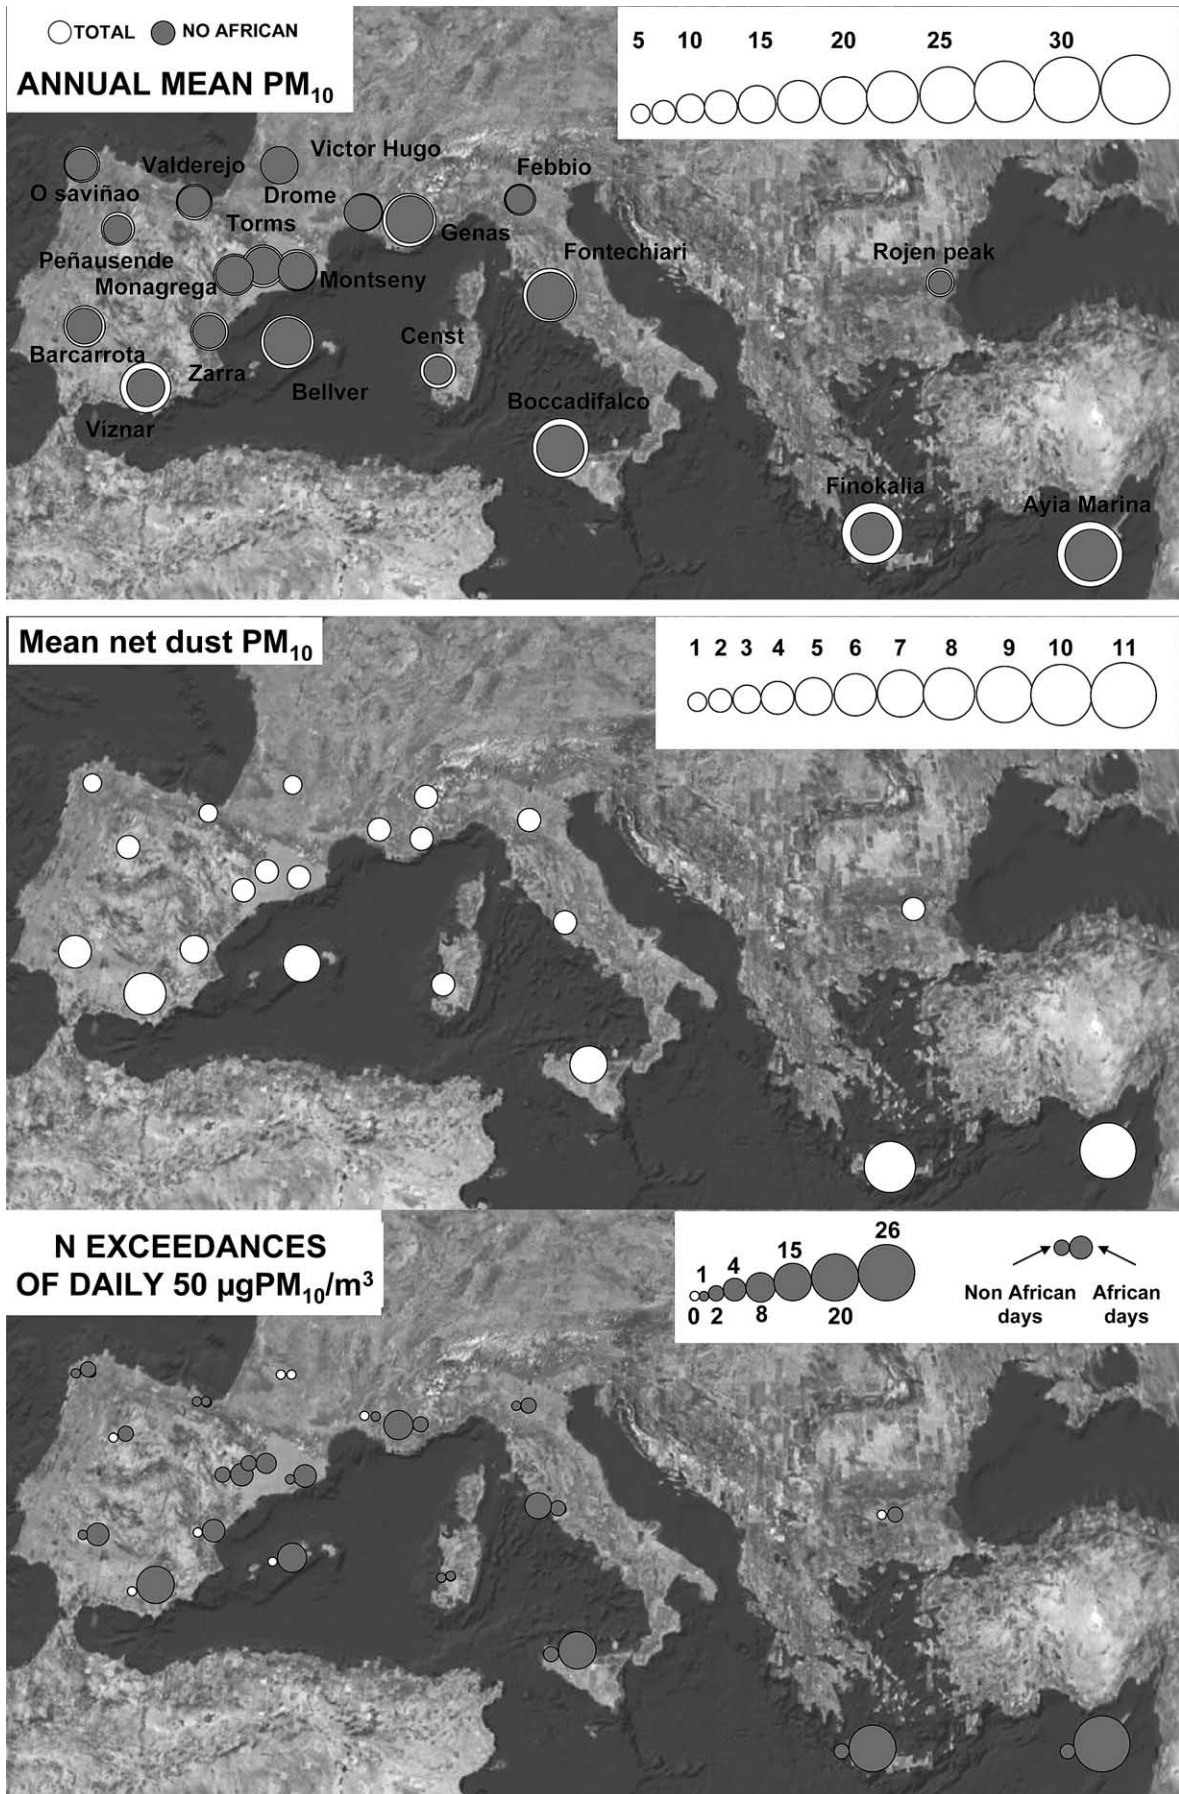 TOTAL NO AFRICAN
ANNUAL MEAN PM10
5 10 15 20 25 30
Victor Hugo
Valderejo
Febbio
O saviñao
Drome
Torms
Genas
Fontechiari
Rojen peak
Peñausende
Monagrega
Montseny
Barcarrota
Zarra
Censt
Bellver
Boccadifalco
Víznar
Finokalia
Ayia Marina
Mean net dust PM10
1 2 3 4 5 6 7 8 9 10 11
N EXCEEDANCES
OF DAILY 50 µgPM10/m³
26
15
4
1
0 2 8 20
Non African African
days days